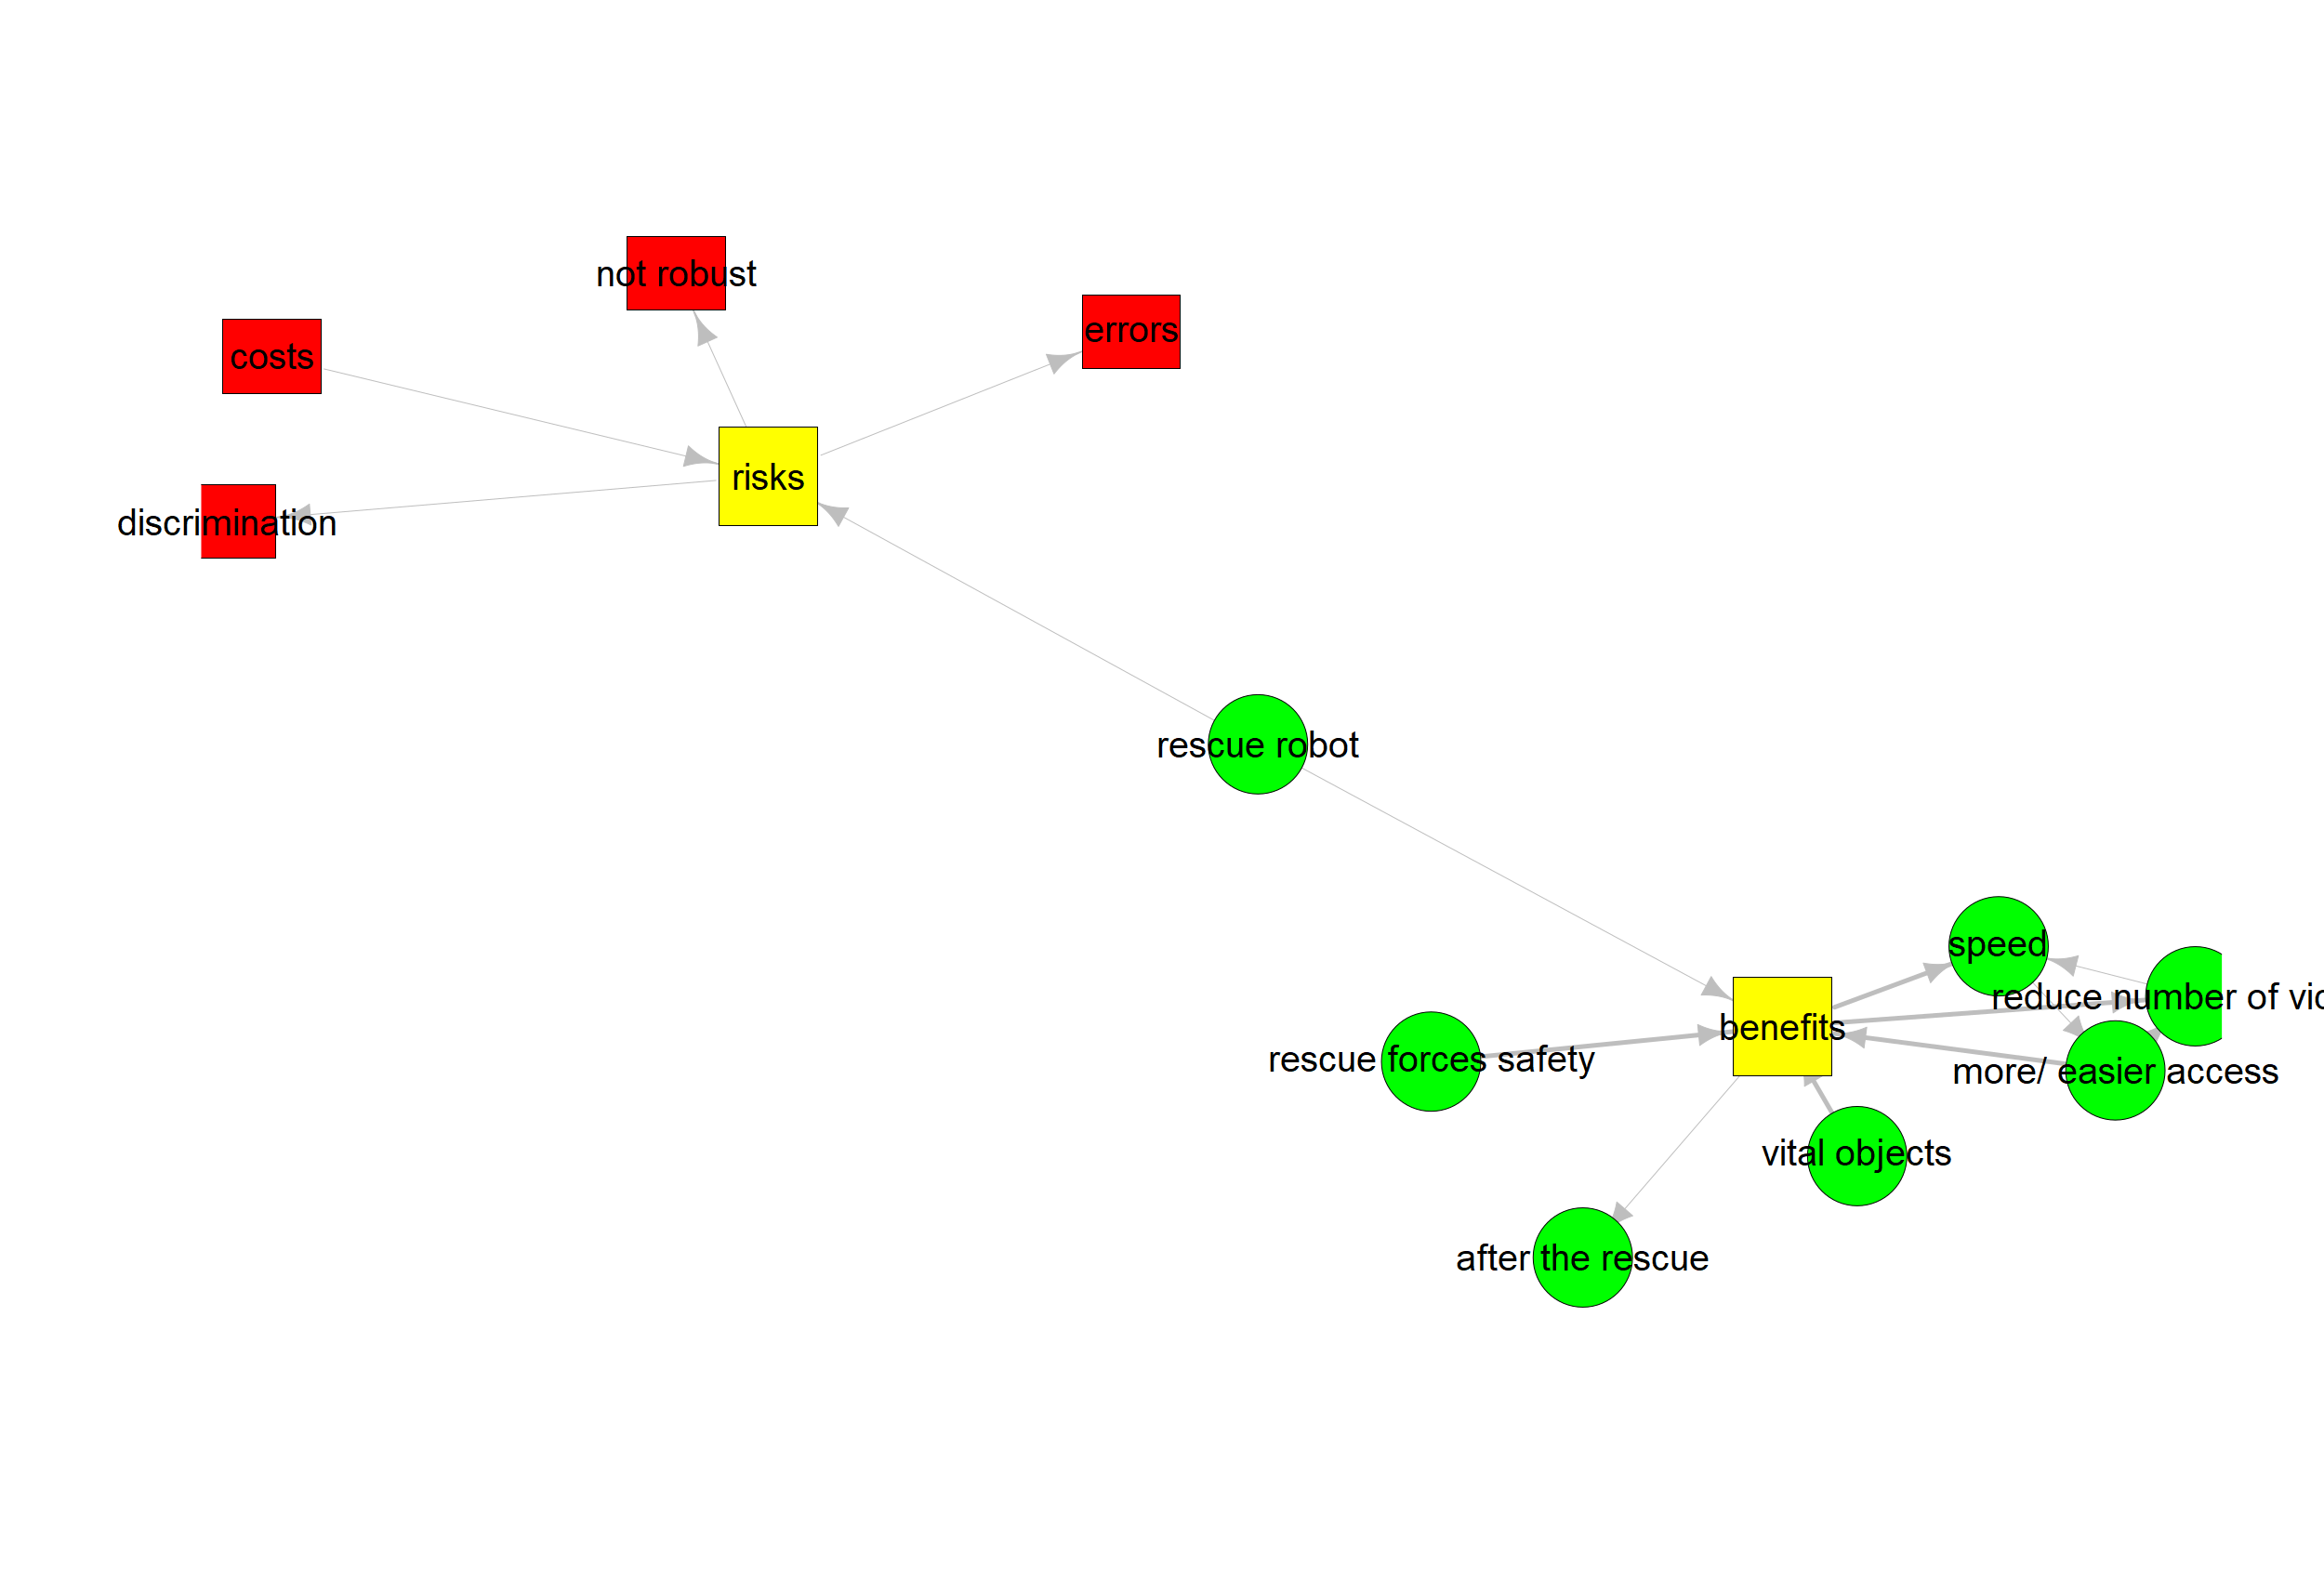 not robust
errors
costs
risks
discrimination
rescue robot
speed
reduce number of vic
benefits
rescue forces safety
more/ easier access
vital objects
after the rescue